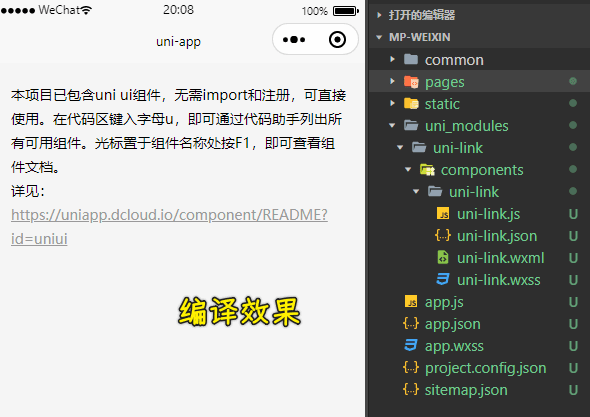 WeChat
20:08
100%
uni-app
本项目已包含uni ui组件，无需import和注册，可直接
使用。在代码区键入字母u，即可通过代码助手列出所
有可用组件。光标置于组件名称处按F1，即可查看组
件文档。
详见：
https://uniapp.dcloud.io/component/README?
id=uniui
编译效果
打开的编辑器
MP-WEIXIN
common
pages
static
uni_modules
uni-link
components
uni-link
uni-link.js U
uni-link.json U
uni-link.wxml U
uni-link.wxss U
app.js U
app.json U
app.wxss U
project.config.json U
sitemap.json U